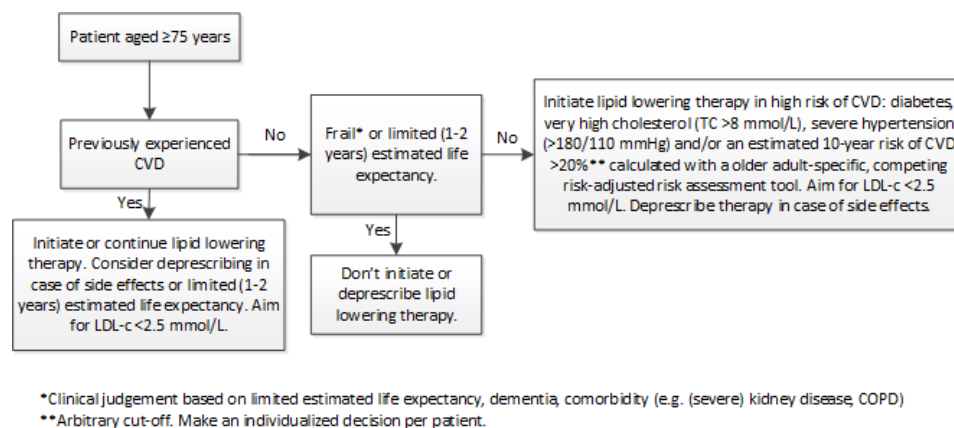 Patient aged ≥75 years
Previously experienced
CVD
No
Frail* or limited (1-2
years) estimated life
expectancy.
No
Initiate lipid lowering therapy in high risk of CVD: diabetes,
very high cholesterol (TC >8 mmol/L), severe hypertension
(>180/110 mmHg) and/or an estimated 10-year risk of CVD
>20%** calculated with a older adult-specific, competing
risk-adjusted risk assessment tool. Aim for LDL-c <2.5
mmol/L. Deprescribe therapy in case of side effects.
Yes
Initiate or continue lipid lowering
therapy. Consider deprescribing in
case of side effects or limited (1-2
years) estimated life expectancy. Aim
for LDL-c <2.5 mmol/L.
Yes
Don't initiate or
deprescribe lipid
lowering therapy.
*Clinical judgement based on limited estimated life expectancy, dementia, comorbidity (e.g. (severe) kidney disease, COPD)
**Arbitrary cut-off. Make an individualized decision per patient.